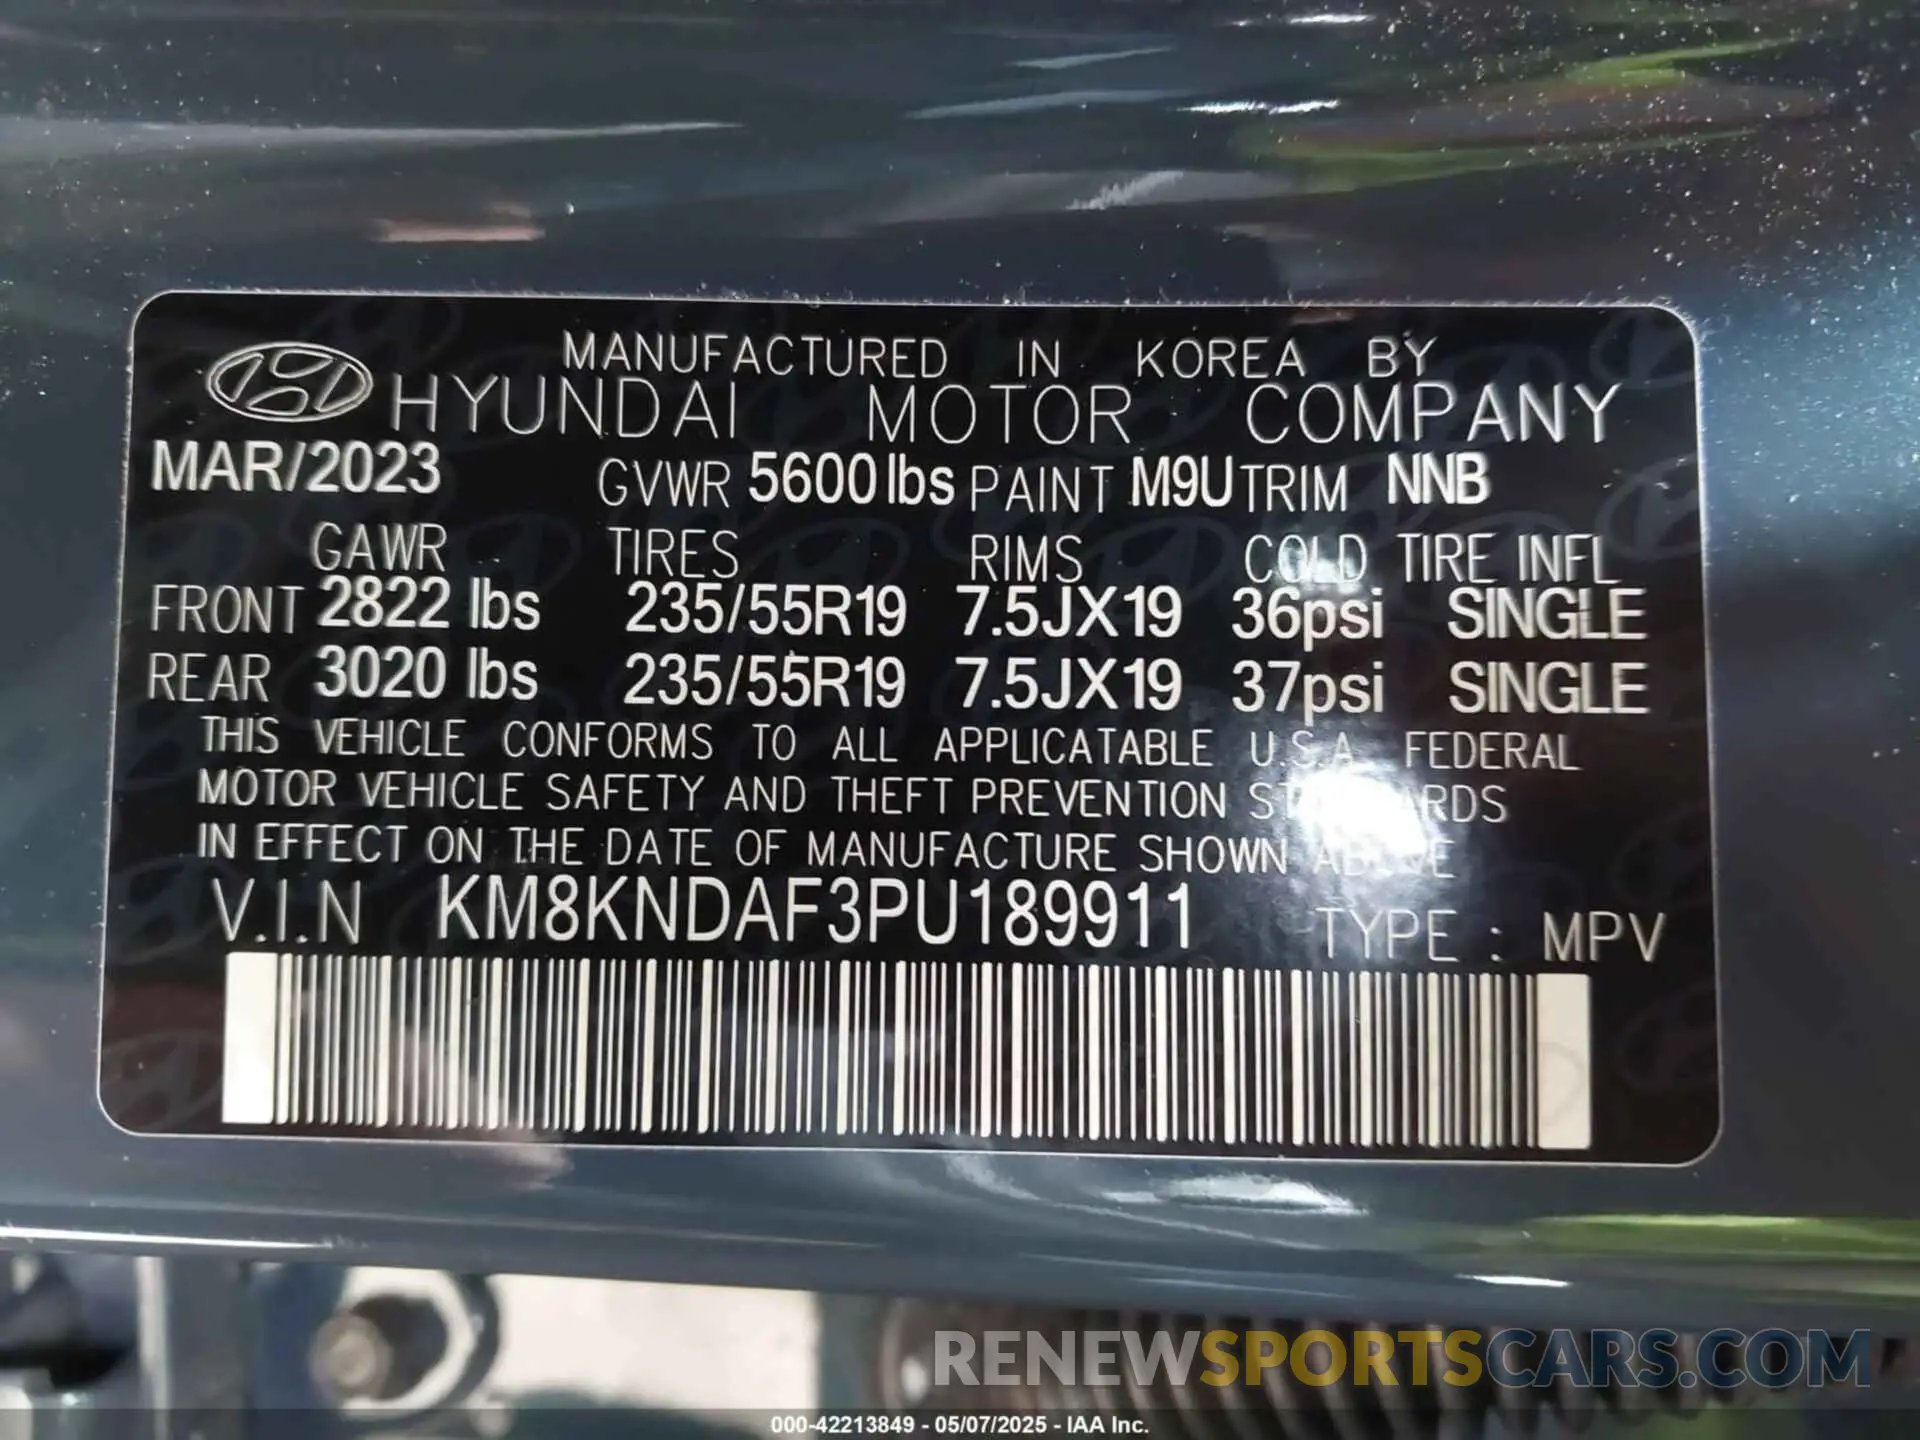 MANUFACTURED IN KOREA BY
HYUNDAI MOTOR COMPANY
MAR/2023 GVWR 5600 lbs PAINT M9U TRIM NNB
GAWR TIRES RIMS COLD TIRE INFL
FRONT 2822 lbs 235/55R19 7.5JX19 36psi SINGLE
REAR 3020 lbs 235/55R19 7.5JX19 37psi SINGLE
THIS VEHICLE CONFORMS TO ALL APPLICATABLE U.S.A. FEDERAL
MOTOR VEHICLE SAFETY AND THEFT PREVENTION STANDARDS
IN EFFECT ON THE DATE OF MANUFACTURE SHOWN ABOVE
V.I.N KM8KNDAF3PU189911 TYPE : MPV
RENEWSPORTSCARS.COM
000-42213849 - 05/07/2025 - IAA Inc.